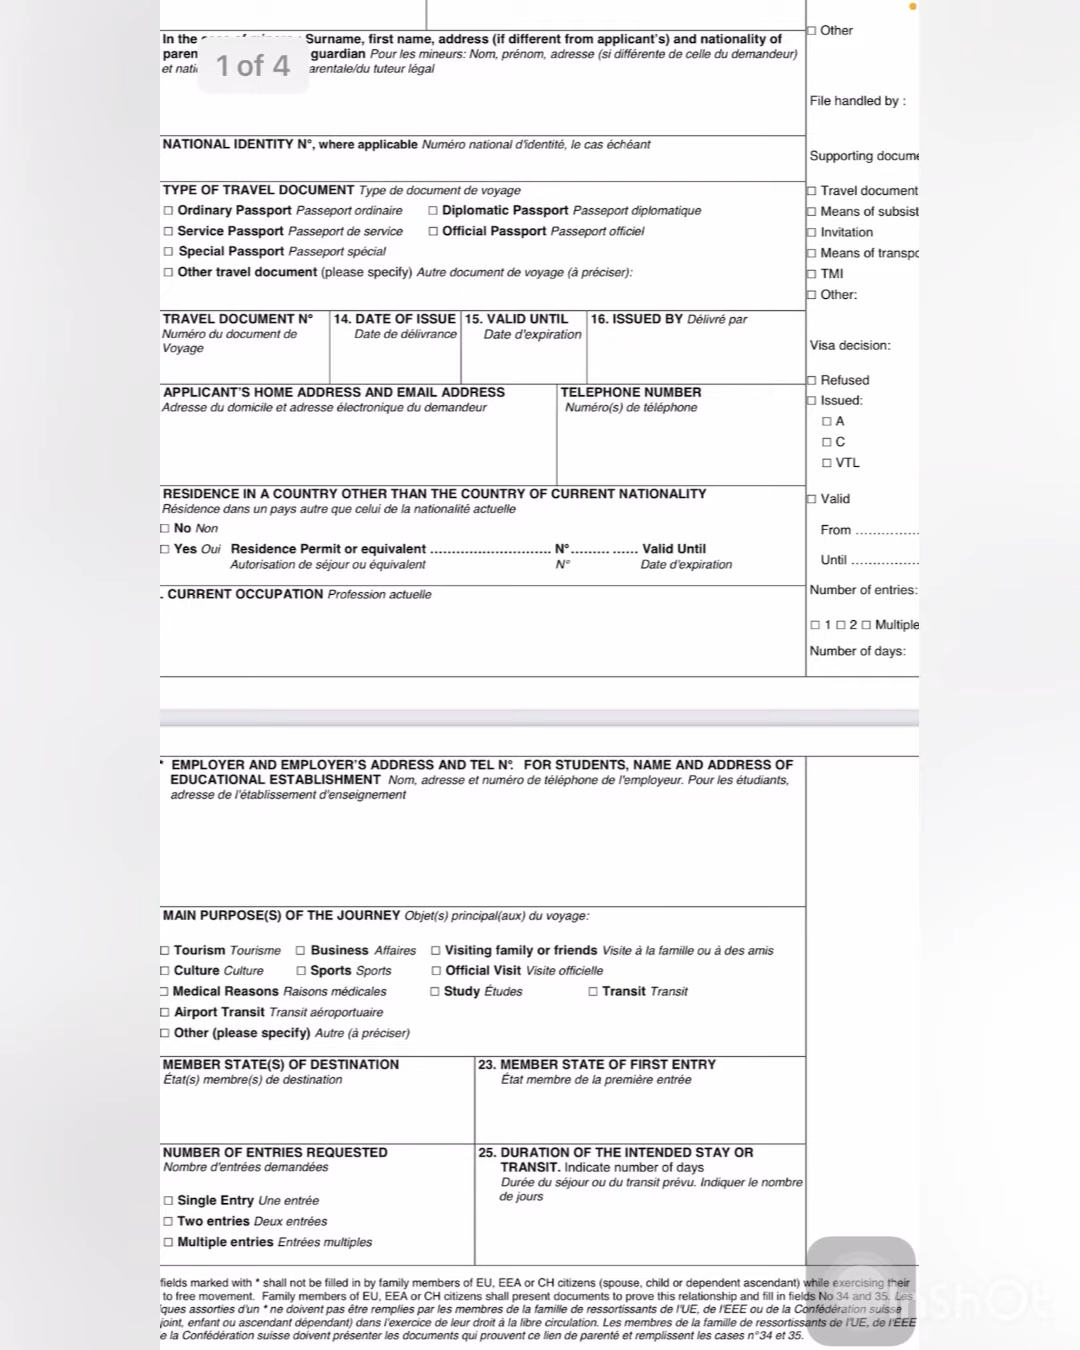 In the Surname, first name, address (if different from applicant's) and nationality of
guardian Pour les mineurs: Nom, prénom, adresse (si différente de celle du demandeur)
et arentale/du tuteur légal
1 of 4
NATIONAL IDENTITY N°, where applicable Numéro national d'identité, le cas échéant
TYPE OF TRAVEL DOCUMENT Type de document de voyage
☐ Ordinary Passport Passeport ordinaire ☐ Diplomatic Passport Passeport diplomatique
☐ Service Passport Passeport de service ☐ Official Passport Passeport officiel
☐ Special Passport Passeport spécial
☐ Other travel document (please specify) Autre document de voyage (à préciser):
TRAVEL DOCUMENT N°
Numéro du document de
Voyage
14. DATE OF ISSUE
Date de délivrance
15. VALID UNTIL
Date d'expiration
16. ISSUED BY Délivré par
APPLICANT'S HOME ADDRESS AND EMAIL ADDRESS
Adresse du domicile et adresse électronique du demandeur
TELEPHONE NUMBER
Numéro(s) de téléphone
RESIDENCE IN A COUNTRY OTHER THAN THE COUNTRY OF CURRENT NATIONALITY
Résidence dans un pays autre que celui de la nationalité actuelle
☐ No Non
☐ Yes Oui Residence Permit or equivalent ............................ N°......... ...... Valid Until
Autorisation de séjour ou équivalent N° Date d'expiration
. CURRENT OCCUPATION Profession actuelle
☐ Other
File handled by :
Supporting docume
☐ Travel document
☐ Means of subsist
☐ Invitation
☐ Means of transpo
☐ TMI
☐ Other:
Visa decision:
☐ Refused
☐ Issued:
☐ A
☐ C
☐ VTL
☐ Valid
From ...............
Until ................
Number of entries:
☐ 1 ☐ 2 ☐ Multiple
Number of days:
* EMPLOYER AND EMPLOYER'S ADDRESS AND TEL N°. FOR STUDENTS, NAME AND ADDRESS OF
EDUCATIONAL ESTABLISHMENT Nom, adresse et numéro de téléphone de l'employeur. Pour les étudiants,
adresse de l'établissement d'enseignement
MAIN PURPOSE(S) OF THE JOURNEY Objet(s) principal(aux) du voyage:
☐ Tourism Tourisme ☐ Business Affaires ☐ Visiting family or friends Visite à la famille ou à des amis
☐ Culture Culture ☐ Sports Sports ☐ Official Visit Visite officielle
☐ Medical Reasons Raisons médicales ☐ Study Études ☐ Transit Transit
☐ Airport Transit Transit aéroportuaire
☐ Other (please specify) Autre (à préciser)
MEMBER STATE(S) OF DESTINATION
État(s) membre(s) de destination
23. MEMBER STATE OF FIRST ENTRY
État membre de la première entrée
NUMBER OF ENTRIES REQUESTED
Nombre d'entrées demandées
☐ Single Entry Une entrée
☐ Two entries Deux entrées
☐ Multiple entries Entrées multiples
25. DURATION OF THE INTENDED STAY OR
TRANSIT. Indicate number of days
Durée du séjour ou du transit prévu. Indiquer le nombre
de jours
fields marked with * shall not be filled in by family members of EU, EEA or CH citizens (spouse, child or dependent ascendant) while exercising their
to free movement. Family members of EU, EEA or CH citizens shall present documents to prove this relationship and fill in fields No 34 and 35. Les
ques assorties d'un * ne doivent pas être remplies par les membres de la famille de ressortissants de l'UE, de l'EEE ou de la Confédération suisse
joint, enfant ou ascendant dépendant) dans l'exercice de leur droit à la libre circulation. Les membres de la famille de ressortissants de l'UE, de l'EEE
e la Confédération suisse doivent présenter les documents qui prouvent ce lien de parenté et remplissent les cases n°34 et 35.